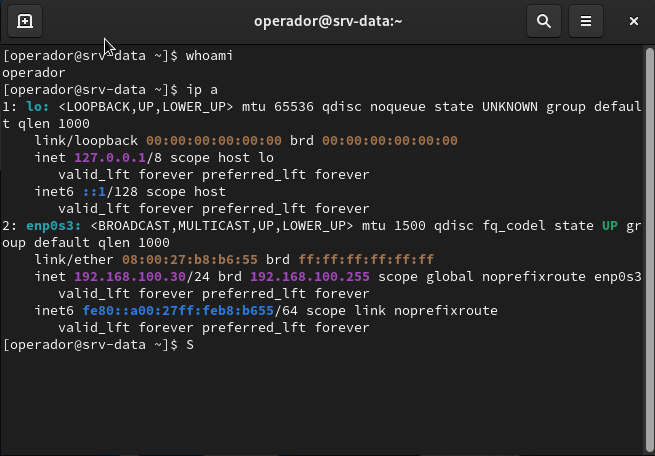 operador@srv-data:~
[operador@srv-data ~]$ whoami
operador
[operador@srv-data ~]$ ip a
1: lo: <LOOPBACK,UP,LOWER_UP> mtu 65536 qdisc noqueue state UNKNOWN group defaul
t qlen 1000
    link/loopback 00:00:00:00:00:00 brd 00:00:00:00:00:00
    inet 127.0.0.1/8 scope host lo
       valid_lft forever preferred_lft forever
    inet6 ::1/128 scope host
       valid_lft forever preferred_lft forever
2: enp0s3: <BROADCAST,MULTICAST,UP,LOWER_UP> mtu 1500 qdisc fq_codel state UP gr
oup default qlen 1000
    link/ether 08:00:27:b8:b6:55 brd ff:ff:ff:ff:ff:ff
    inet 192.168.100.30/24 brd 192.168.100.255 scope global noprefixroute enp0s3
       valid_lft forever preferred_lft forever
    inet6 fe80::a00:27ff:feb8:b655/64 scope link noprefixroute
       valid_lft forever preferred_lft forever
[operador@srv-data ~]$ S